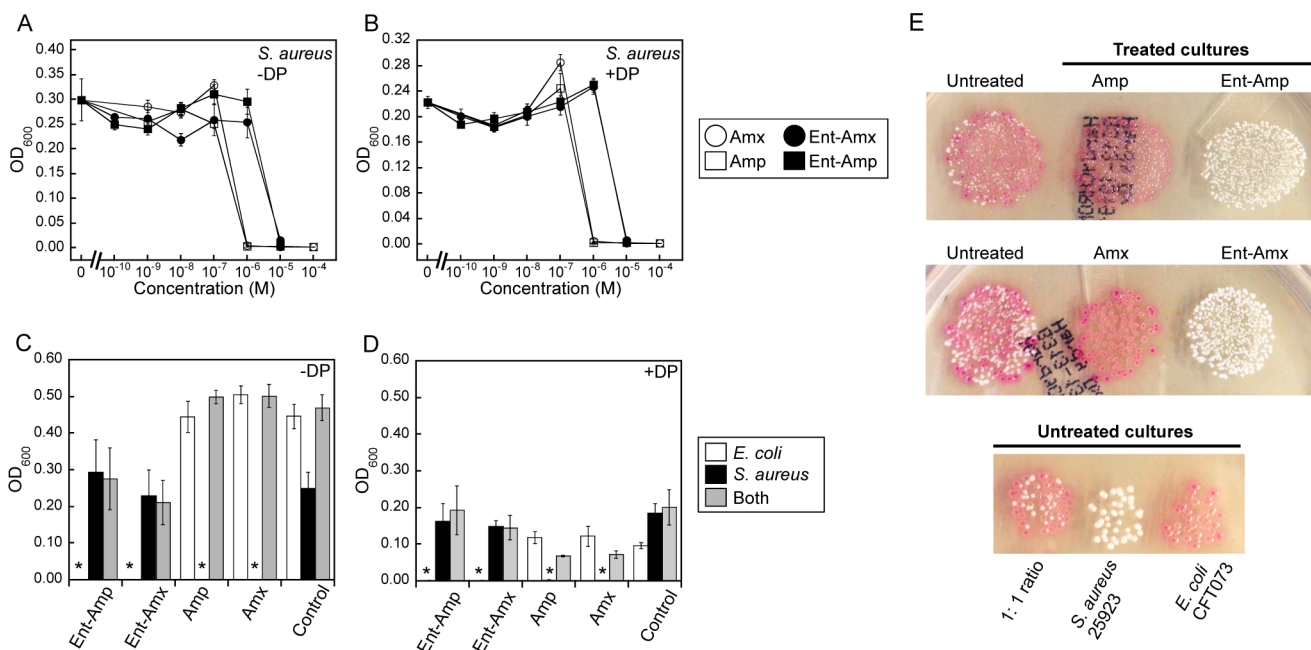 A
S. aureus
-DP
OD600
0.40
0.35
0.30
0.25
0.20
0.15
0.10
0.05
0.00
0 10-10 10-9 10-8 10-7 10-6 10-5 10-4
Concentration (M)
B
S. aureus
+DP
OD600
0.32
0.28
0.24
0.20
0.16
0.12
0.08
0.04
0.00
0 10-10 10-9 10-8 10-7 10-6 10-5 10-4
Concentration (M)
Amx Ent-Amx
Amp Ent-Amp
C
-DP
OD600
0.60
0.50
0.40
0.30
0.20
0.10
0.00
* * * *
Ent-Amp
Ent-Amx
Amp
Amx
Control
D
+DP
OD600
0.60
0.50
0.40
0.30
0.20
0.10
0.00
* * * *
Ent-Amp
Ent-Amx
Amp
Amx
Control
E. coli
S. aureus
Both
E
Treated cultures
Untreated Amp Ent-Amp
Untreated Amx Ent-Amx
Untreated cultures
1: 1 ratio
S. aureus
25923
E. coli
CFT073